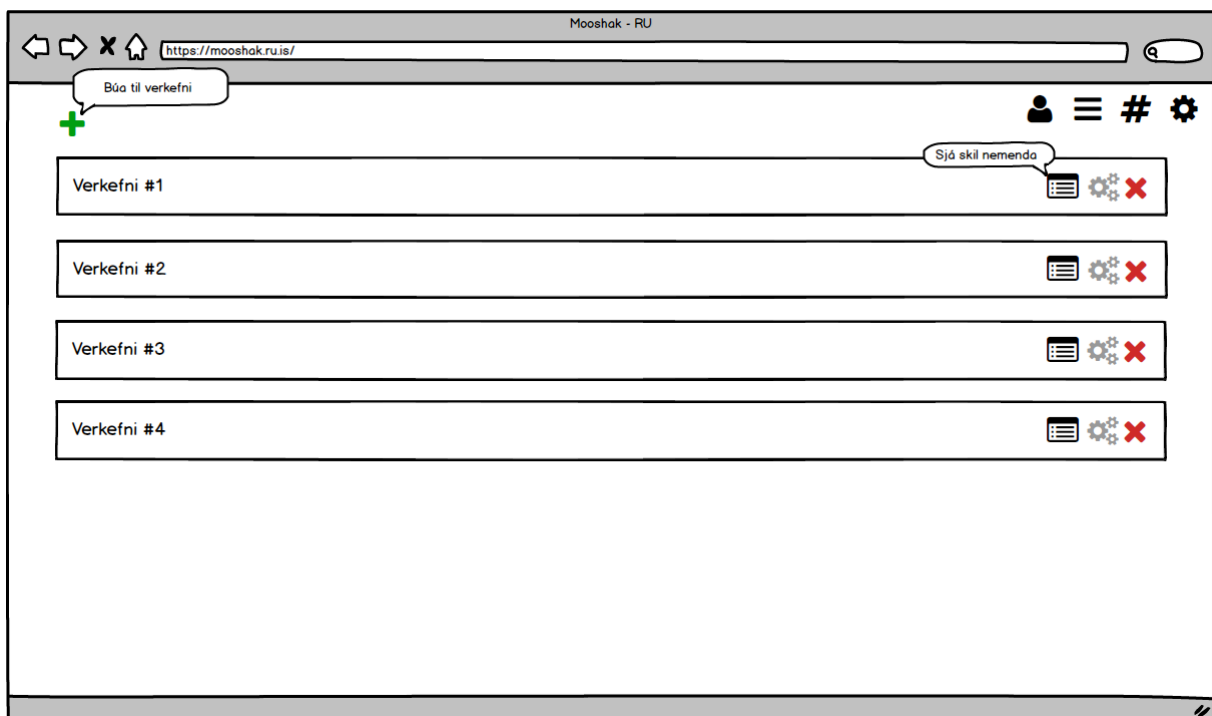 Mooshak - RU
https://mooshak.ru.is/
Búa til verkefni
Sjá skil nemenda
Verkefni #1
Verkefni #2
Verkefni #3
Verkefni #4